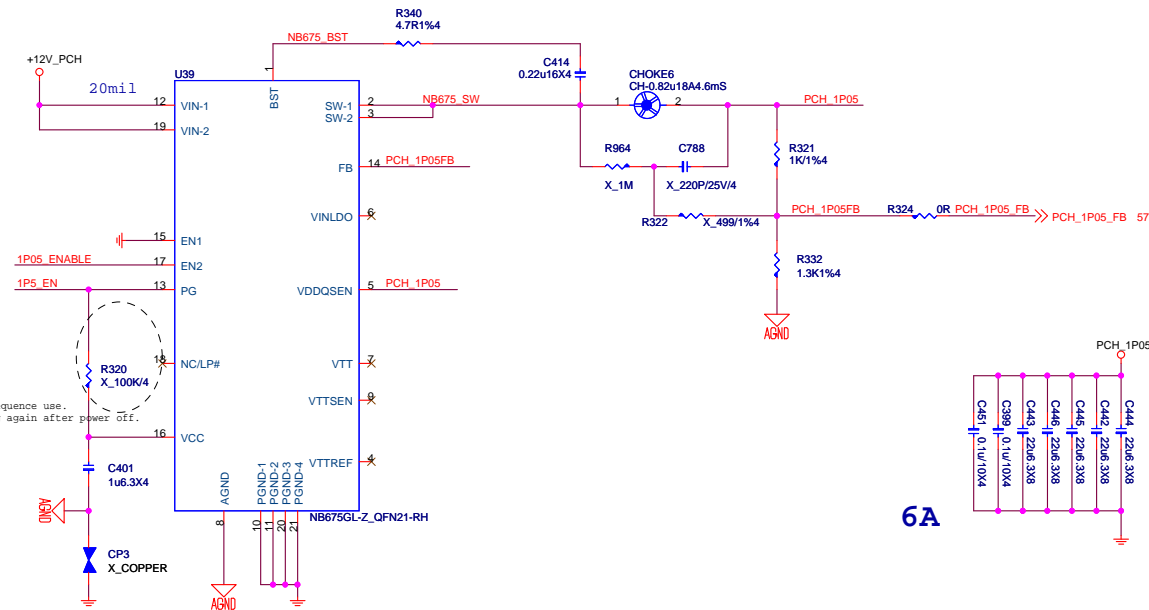 R340
4.7R1%4
NB675_BST
+12V_PCH
20mil
U39
1
BST
C414
0.22u16X4
CHOKE6
CH-0.82u18A4.6mS
12 VIN-1
19 VIN-2
SW-1 2
SW-2 3
NB675_SW
1 2
PCH_1P05
FB 14 PCH_1P05FB
R964
X_1M
C788
X_220P/25V/4
R321
1K/1%4
VINLDO 6
R322
X_499/1%4
PCH_1P05FB
R324 0R
PCH_1P05_FB
PCH_1P05_FB 57
15 EN1
1P05_ENABLE 17 EN2
1P5_EN 13 PG
VDDQSEN 5 PCH_1P05
R332
1.3K1%4
AGND
18 NC/LP#
VTT 7
R320
X_100K/4
VTTSEN 9
quence use.
again after power off.
16 VCC
VTTREF 4
C401
1u6.3X4
AGND
CP3
X_COPPER
AGND
PGND-1
PGND-2
PGND-3
PGND-4
8
10
11
20
21
NB675GL-Z_QFN21-RH
AGND
6A
PCH_1P05
C451 0.1u/10X4
C399 0.1u/10X4
C443 22u6.3X8
C446 22u6.3X8
C445 22u6.3X8
C442 22u6.3X8
C444 22u6.3X8